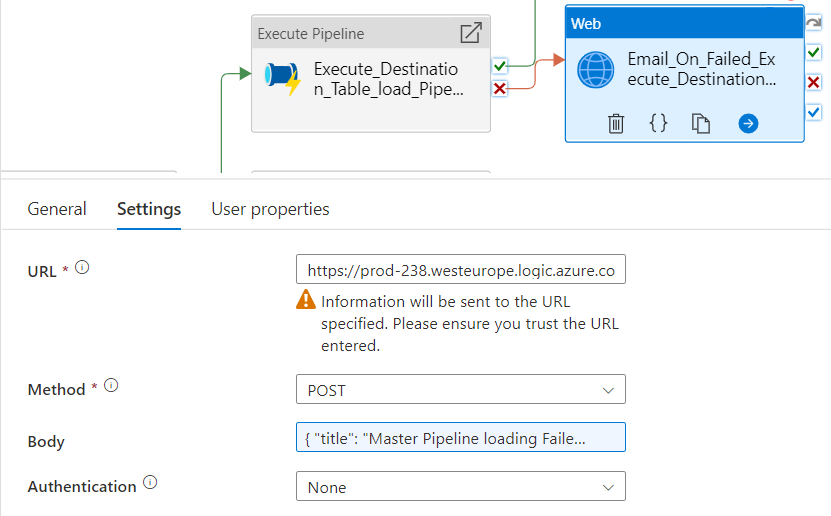 Execute Pipeline
Execute_Destinatio
n_Table_load_Pipe...
Web
Email_On_Failed_Ex
ecute_Destination...
{ }
General
Settings
User properties
URL *
https://prod-238.westeurope.logic.azure.co
Information will be sent to the URL
specified. Please ensure you trust the URL
entered.
Method *
POST
Body
{ "title": "Master Pipeline loading Faile...
Authentication
None